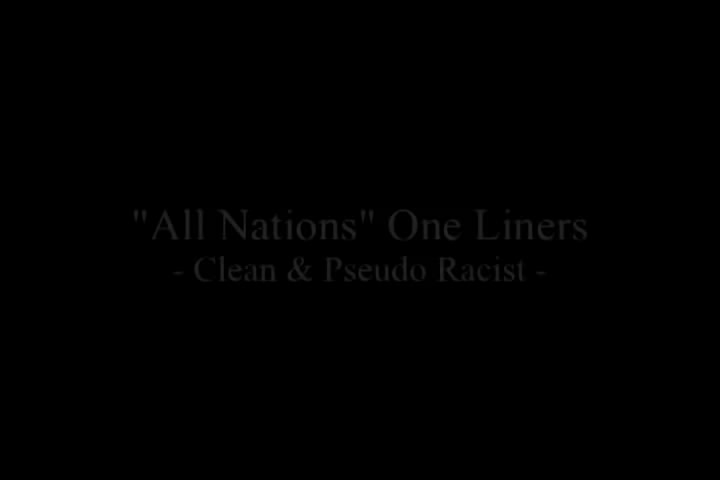 "All Nations" One Liners
- Clean & Pseudo Racist -